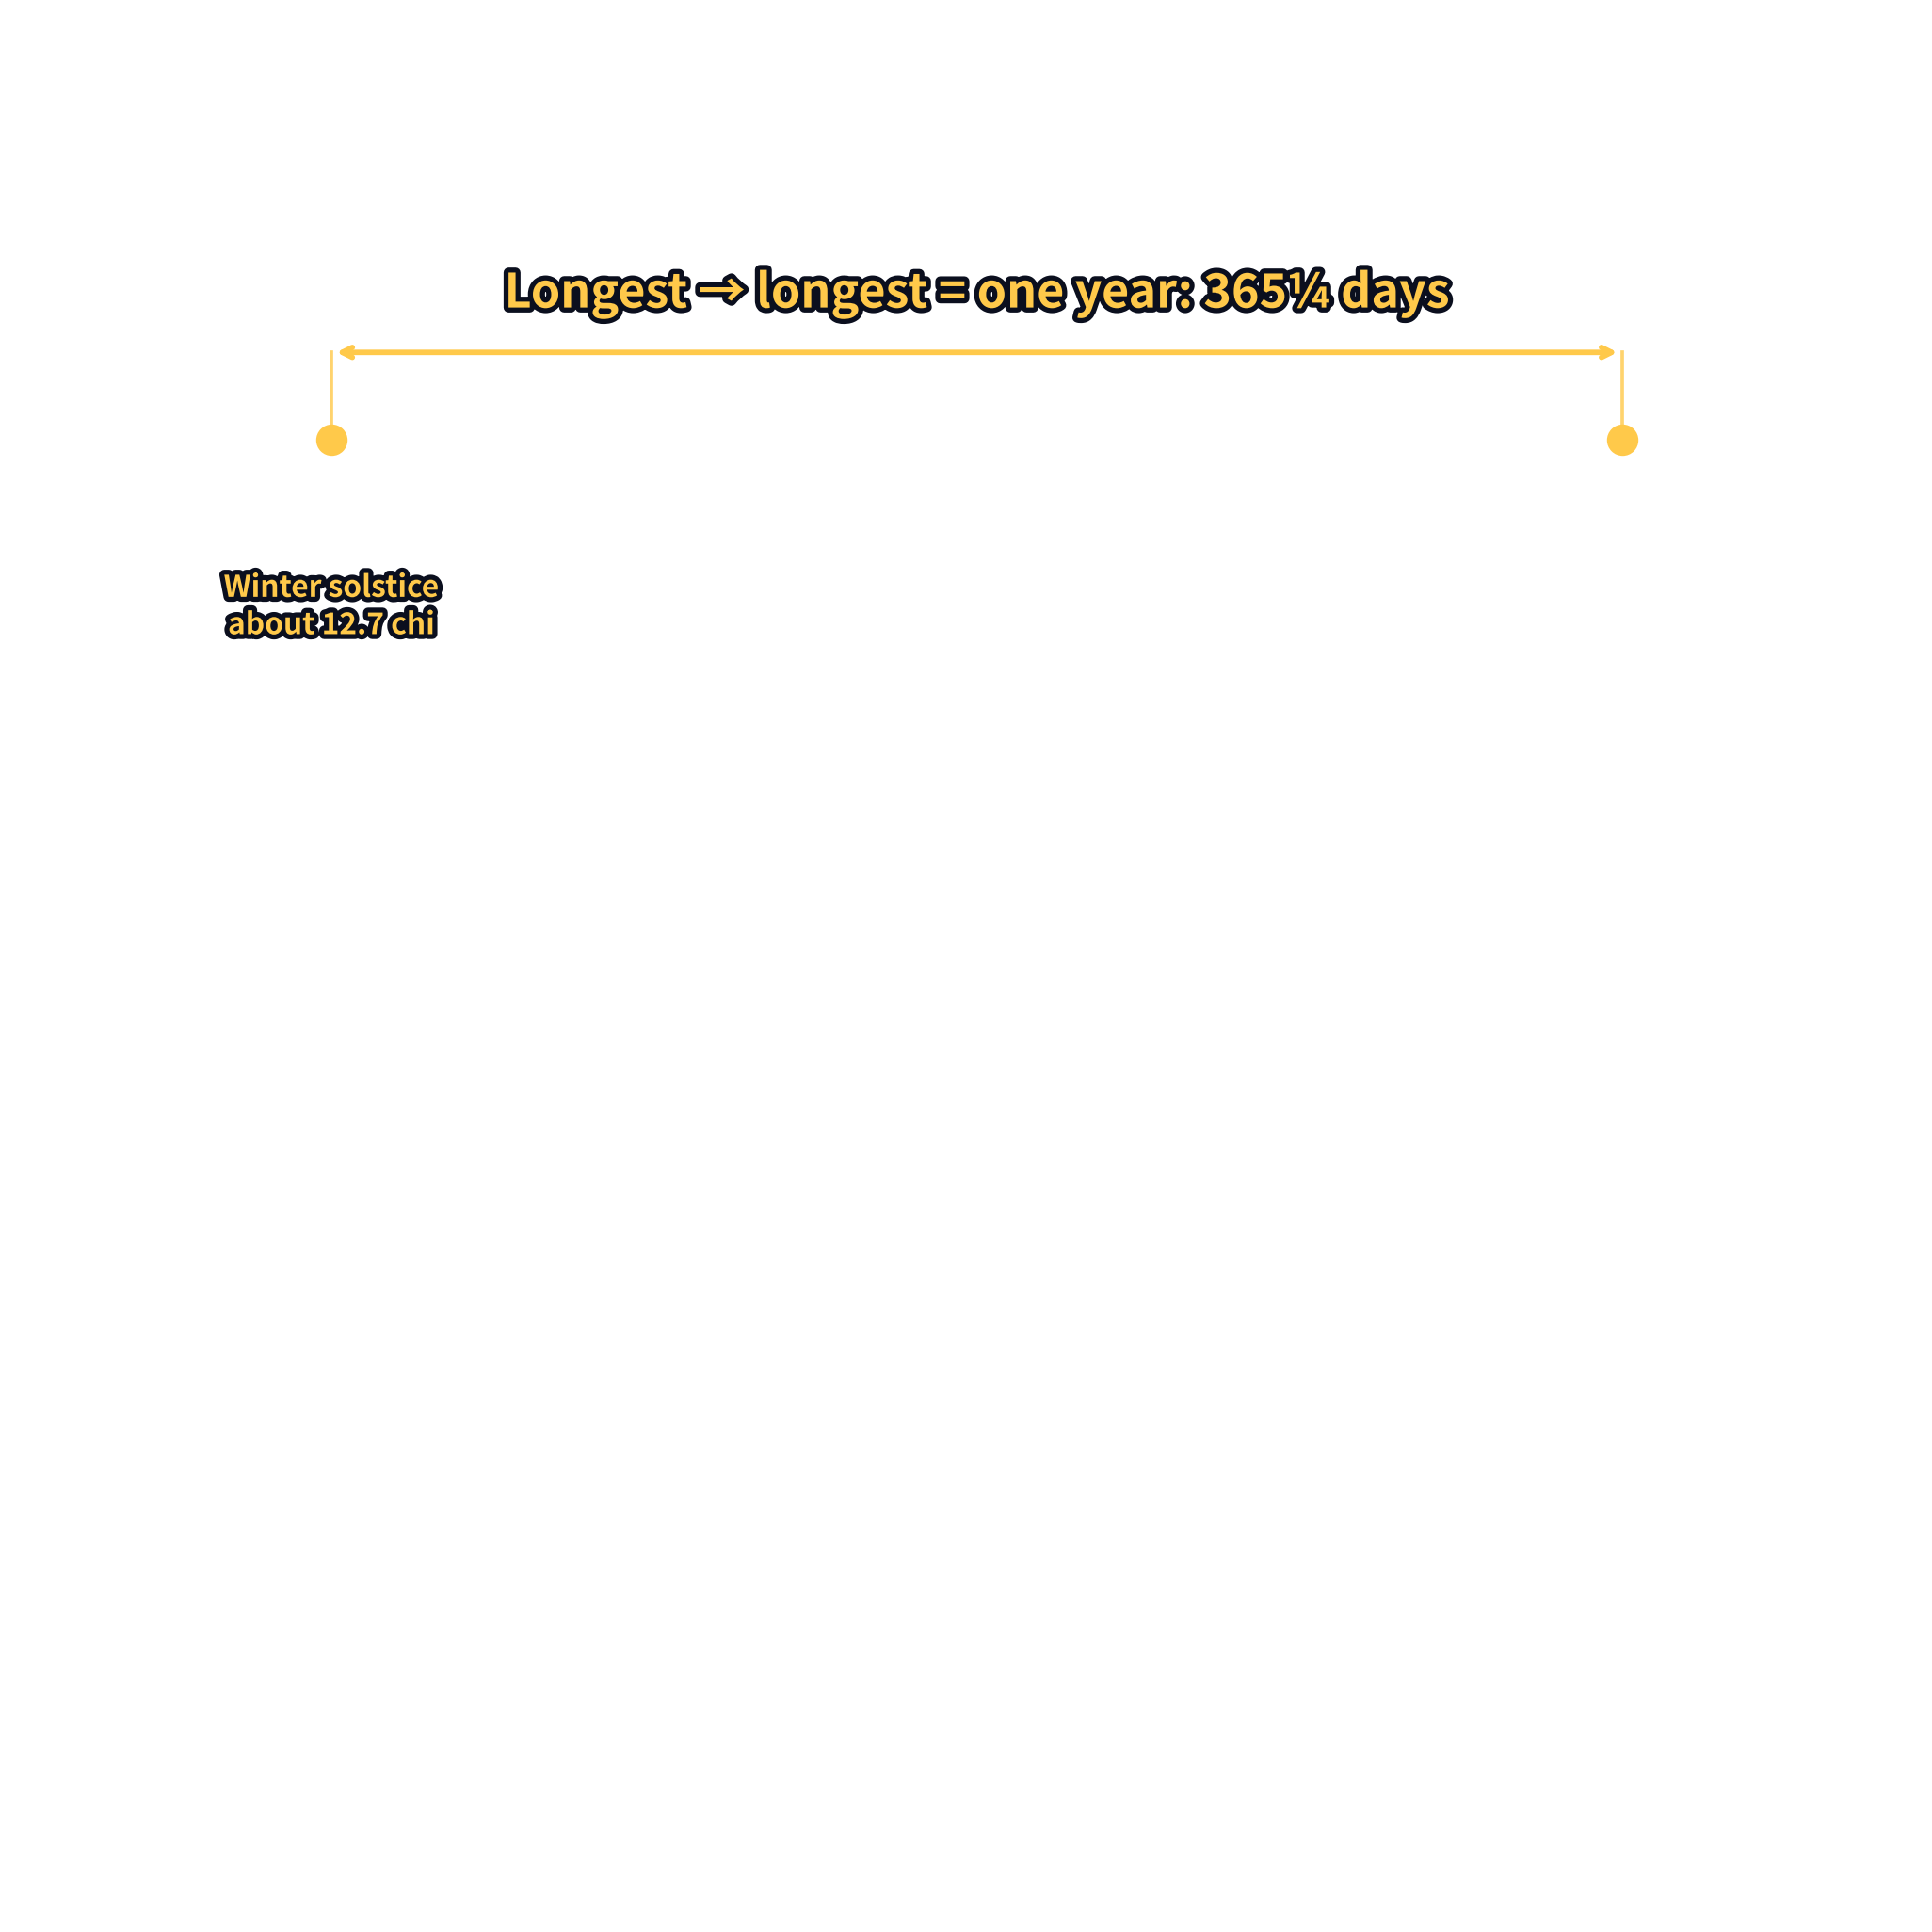 Longest → longest = one year: 365¼ days
Winter solstice
about 12.7 chi